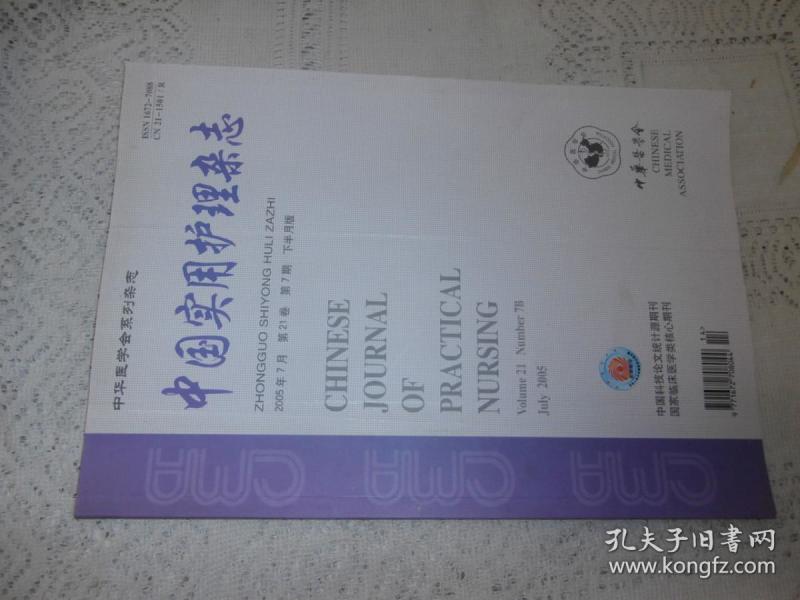 ISSN 1672-7088
CN 21-1501/R
中华医学会系列杂志
中国实用护理杂志
ZHONGGUO SHIYONG HULI ZAZHI
2005年7月 第21卷 第7期 下半月版
CHINESE
JOURNAL
OF
PRACTICAL
NURSING
Volume 21 Number 7B
July 2005
中华医学会
CHINESE
MEDICAL
ASSOCIATION
中国科技论文统计源期刊
国家临床医学类核心期刊
14>
9 771672 708044
CMA CMA CMA CMA
孔夫子旧书网
www.kongfz.com